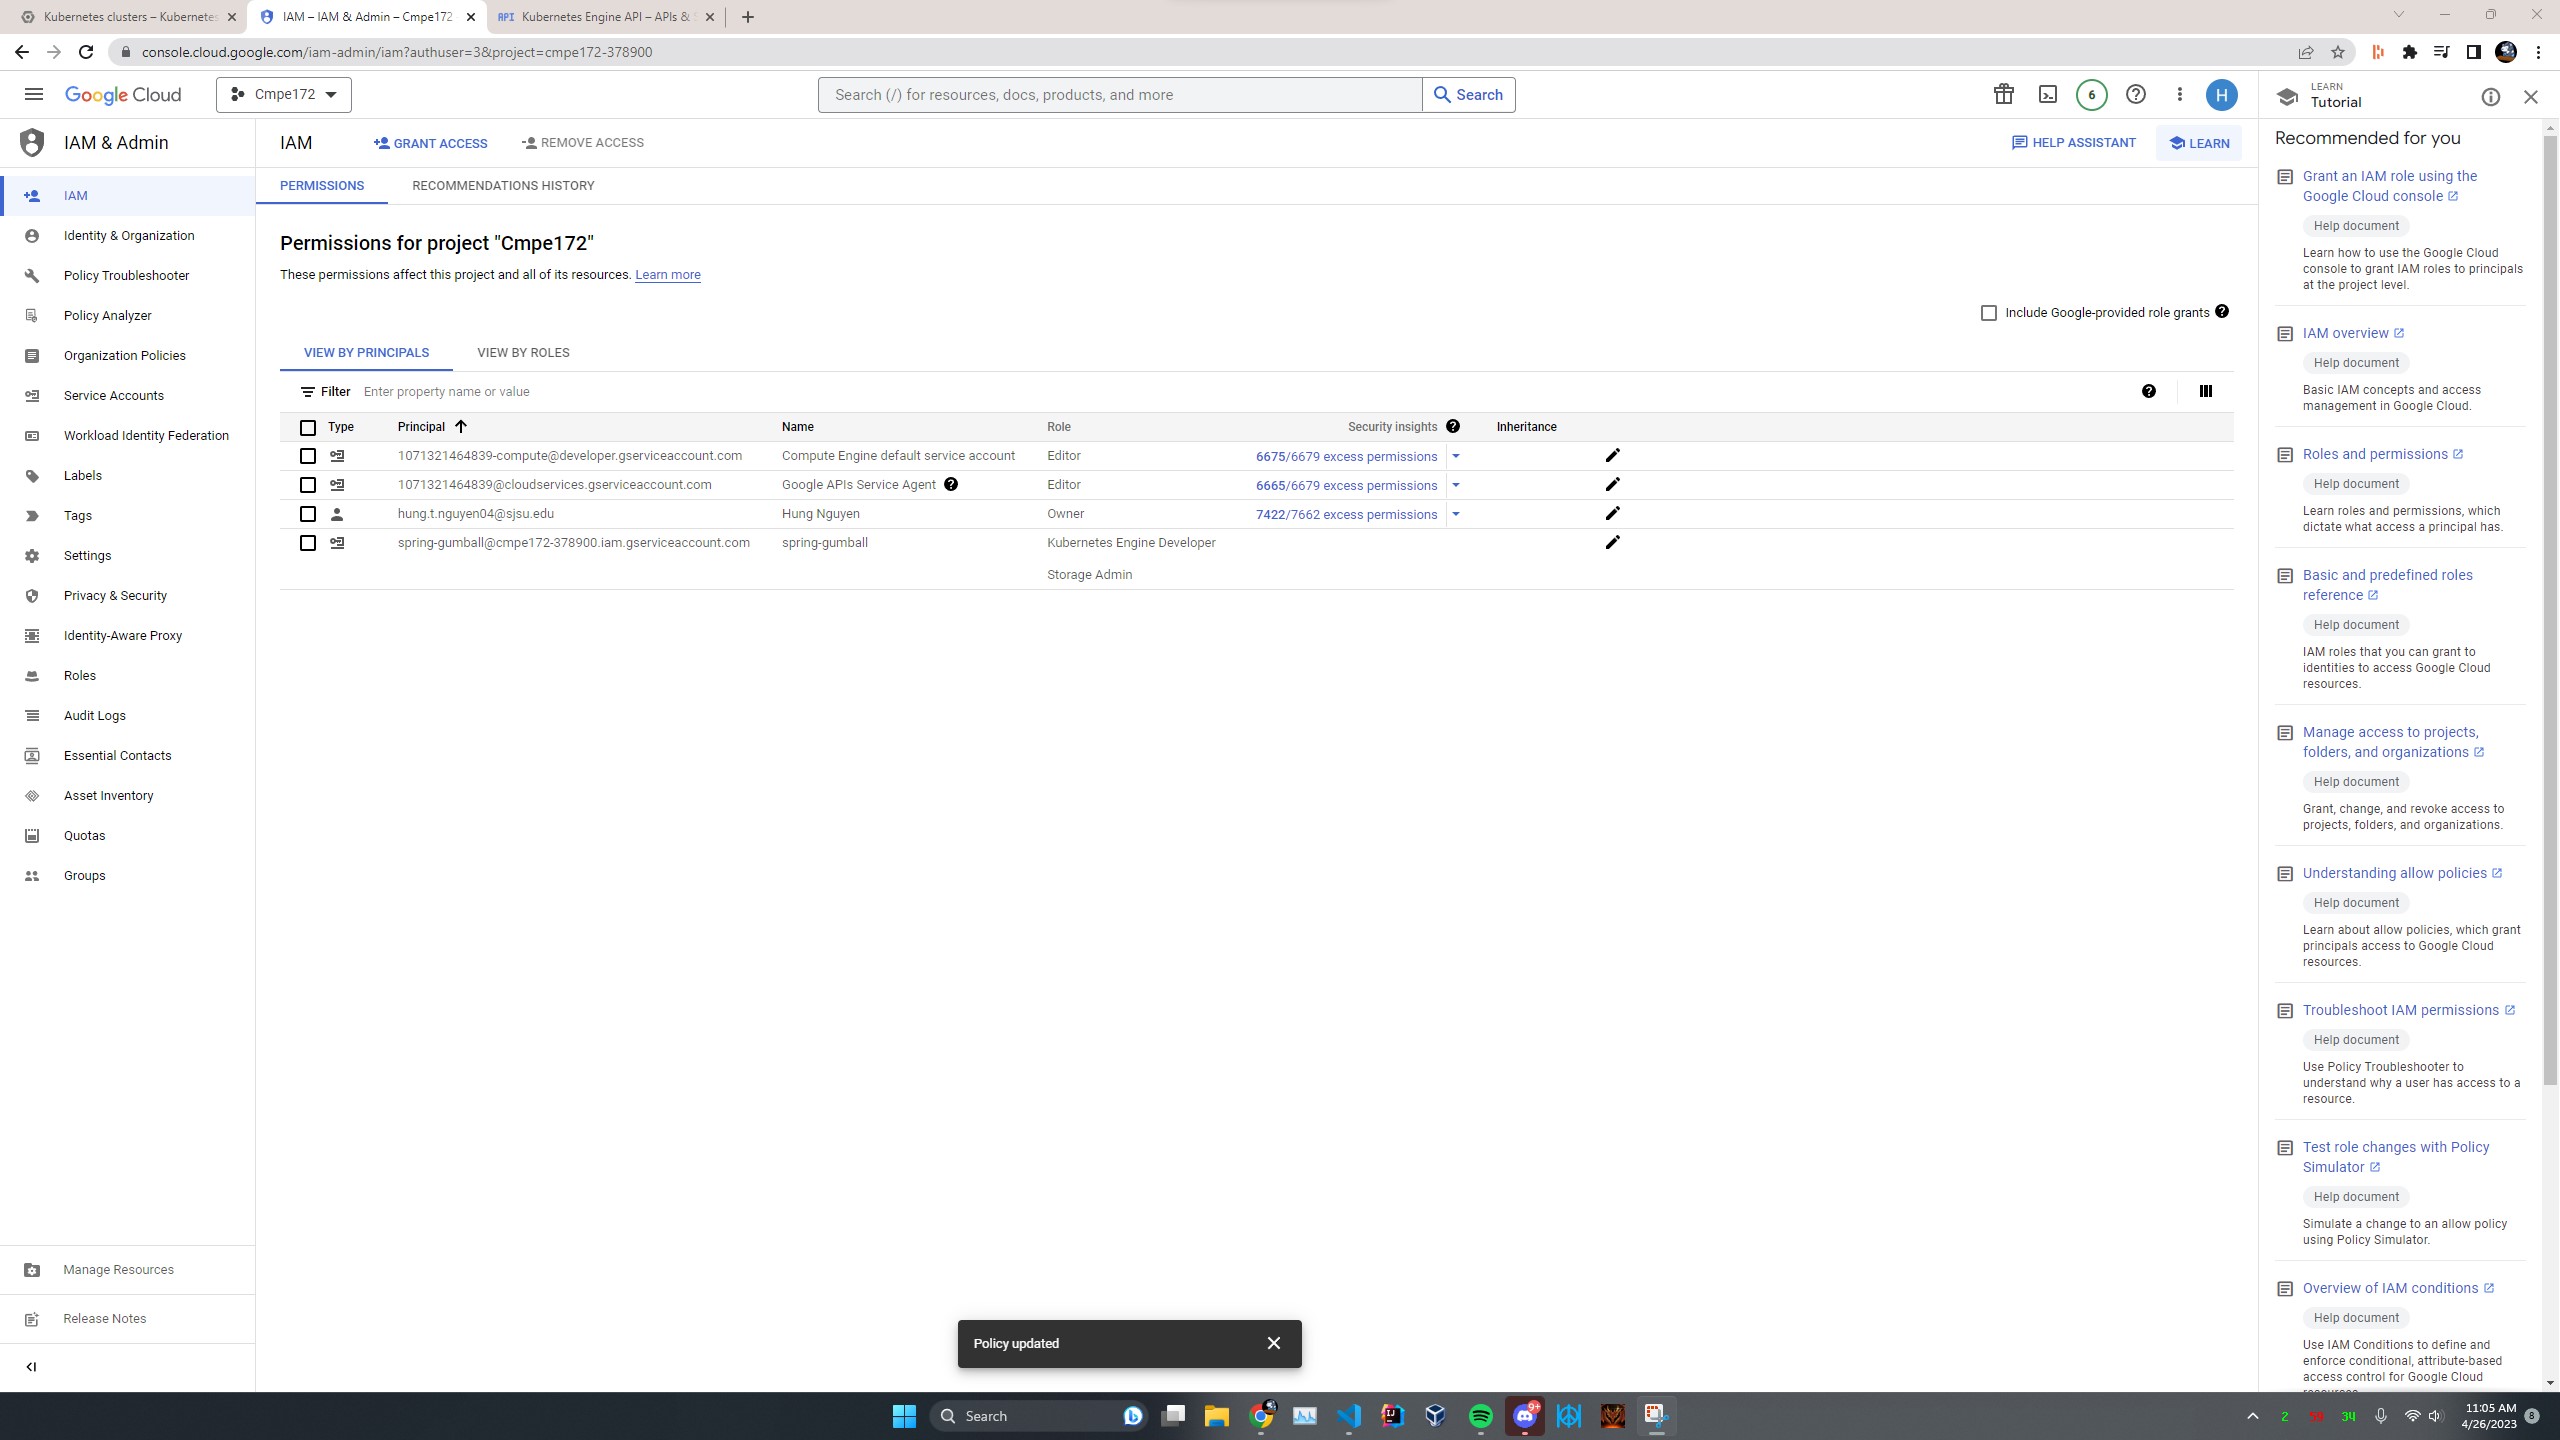 Kubernetes clusters – Kubernetes
IAM – IAM & Admin – Cmpe172
API Kubernetes Engine API – APIs &
console.cloud.google.com/iam-admin/iam?authuser=3&project=cmpe172-378900
Google Cloud
Cmpe172
Search (/) for resources, docs, products, and more
Search
6
H
LEARN
Tutorial
IAM & Admin
IAM
GRANT ACCESS
REMOVE ACCESS
HELP ASSISTANT
LEARN
IAM
Identity & Organization
Policy Troubleshooter
Policy Analyzer
Organization Policies
Service Accounts
Workload Identity Federation
Labels
Tags
Settings
Privacy & Security
Identity-Aware Proxy
Roles
Audit Logs
Essential Contacts
Asset Inventory
Quotas
Groups
Manage Resources
Release Notes
PERMISSIONS
RECOMMENDATIONS HISTORY
Permissions for project "Cmpe172"
These permissions affect this project and all of its resources. Learn more
Include Google-provided role grants
VIEW BY PRINCIPALS
VIEW BY ROLES
Filter Enter property name or value
Type Principal Name Role Security insights Inheritance
1071321464839-compute@developer.gserviceaccount.com Compute Engine default service account Editor 6675/6679 excess permissions
1071321464839@cloudservices.gserviceaccount.com Google APIs Service Agent Editor 6665/6679 excess permissions
hung.t.nguyen04@sjsu.edu Hung Nguyen Owner 7422/7662 excess permissions
spring-gumball@cmpe172-378900.iam.gserviceaccount.com spring-gumball Kubernetes Engine Developer
Storage Admin
Policy updated
Recommended for you
Grant an IAM role using the
Google Cloud console
Help document
Learn how to use the Google Cloud
console to grant IAM roles to principals
at the project level.
IAM overview
Help document
Basic IAM concepts and access
management in Google Cloud.
Roles and permissions
Help document
Learn roles and permissions, which
dictate what access a principal has.
Basic and predefined roles
reference
Help document
IAM roles that you can grant to
identities to access Google Cloud
resources.
Manage access to projects,
folders, and organizations
Help document
Grant, change, and revoke access to
projects, folders, and organizations.
Understanding allow policies
Help document
Learn about allow policies, which grant
principals access to Google Cloud
resources.
Troubleshoot IAM permissions
Help document
Use Policy Troubleshooter to
understand why a user has access to a
resource.
Test role changes with Policy
Simulator
Help document
Simulate a change to an allow policy
using Policy Simulator.
Overview of IAM conditions
Help document
Use IAM Conditions to define and
enforce conditional, attribute-based
access control for Google Cloud
Search
9+
2
34
11:05 AM
4/26/2023
8